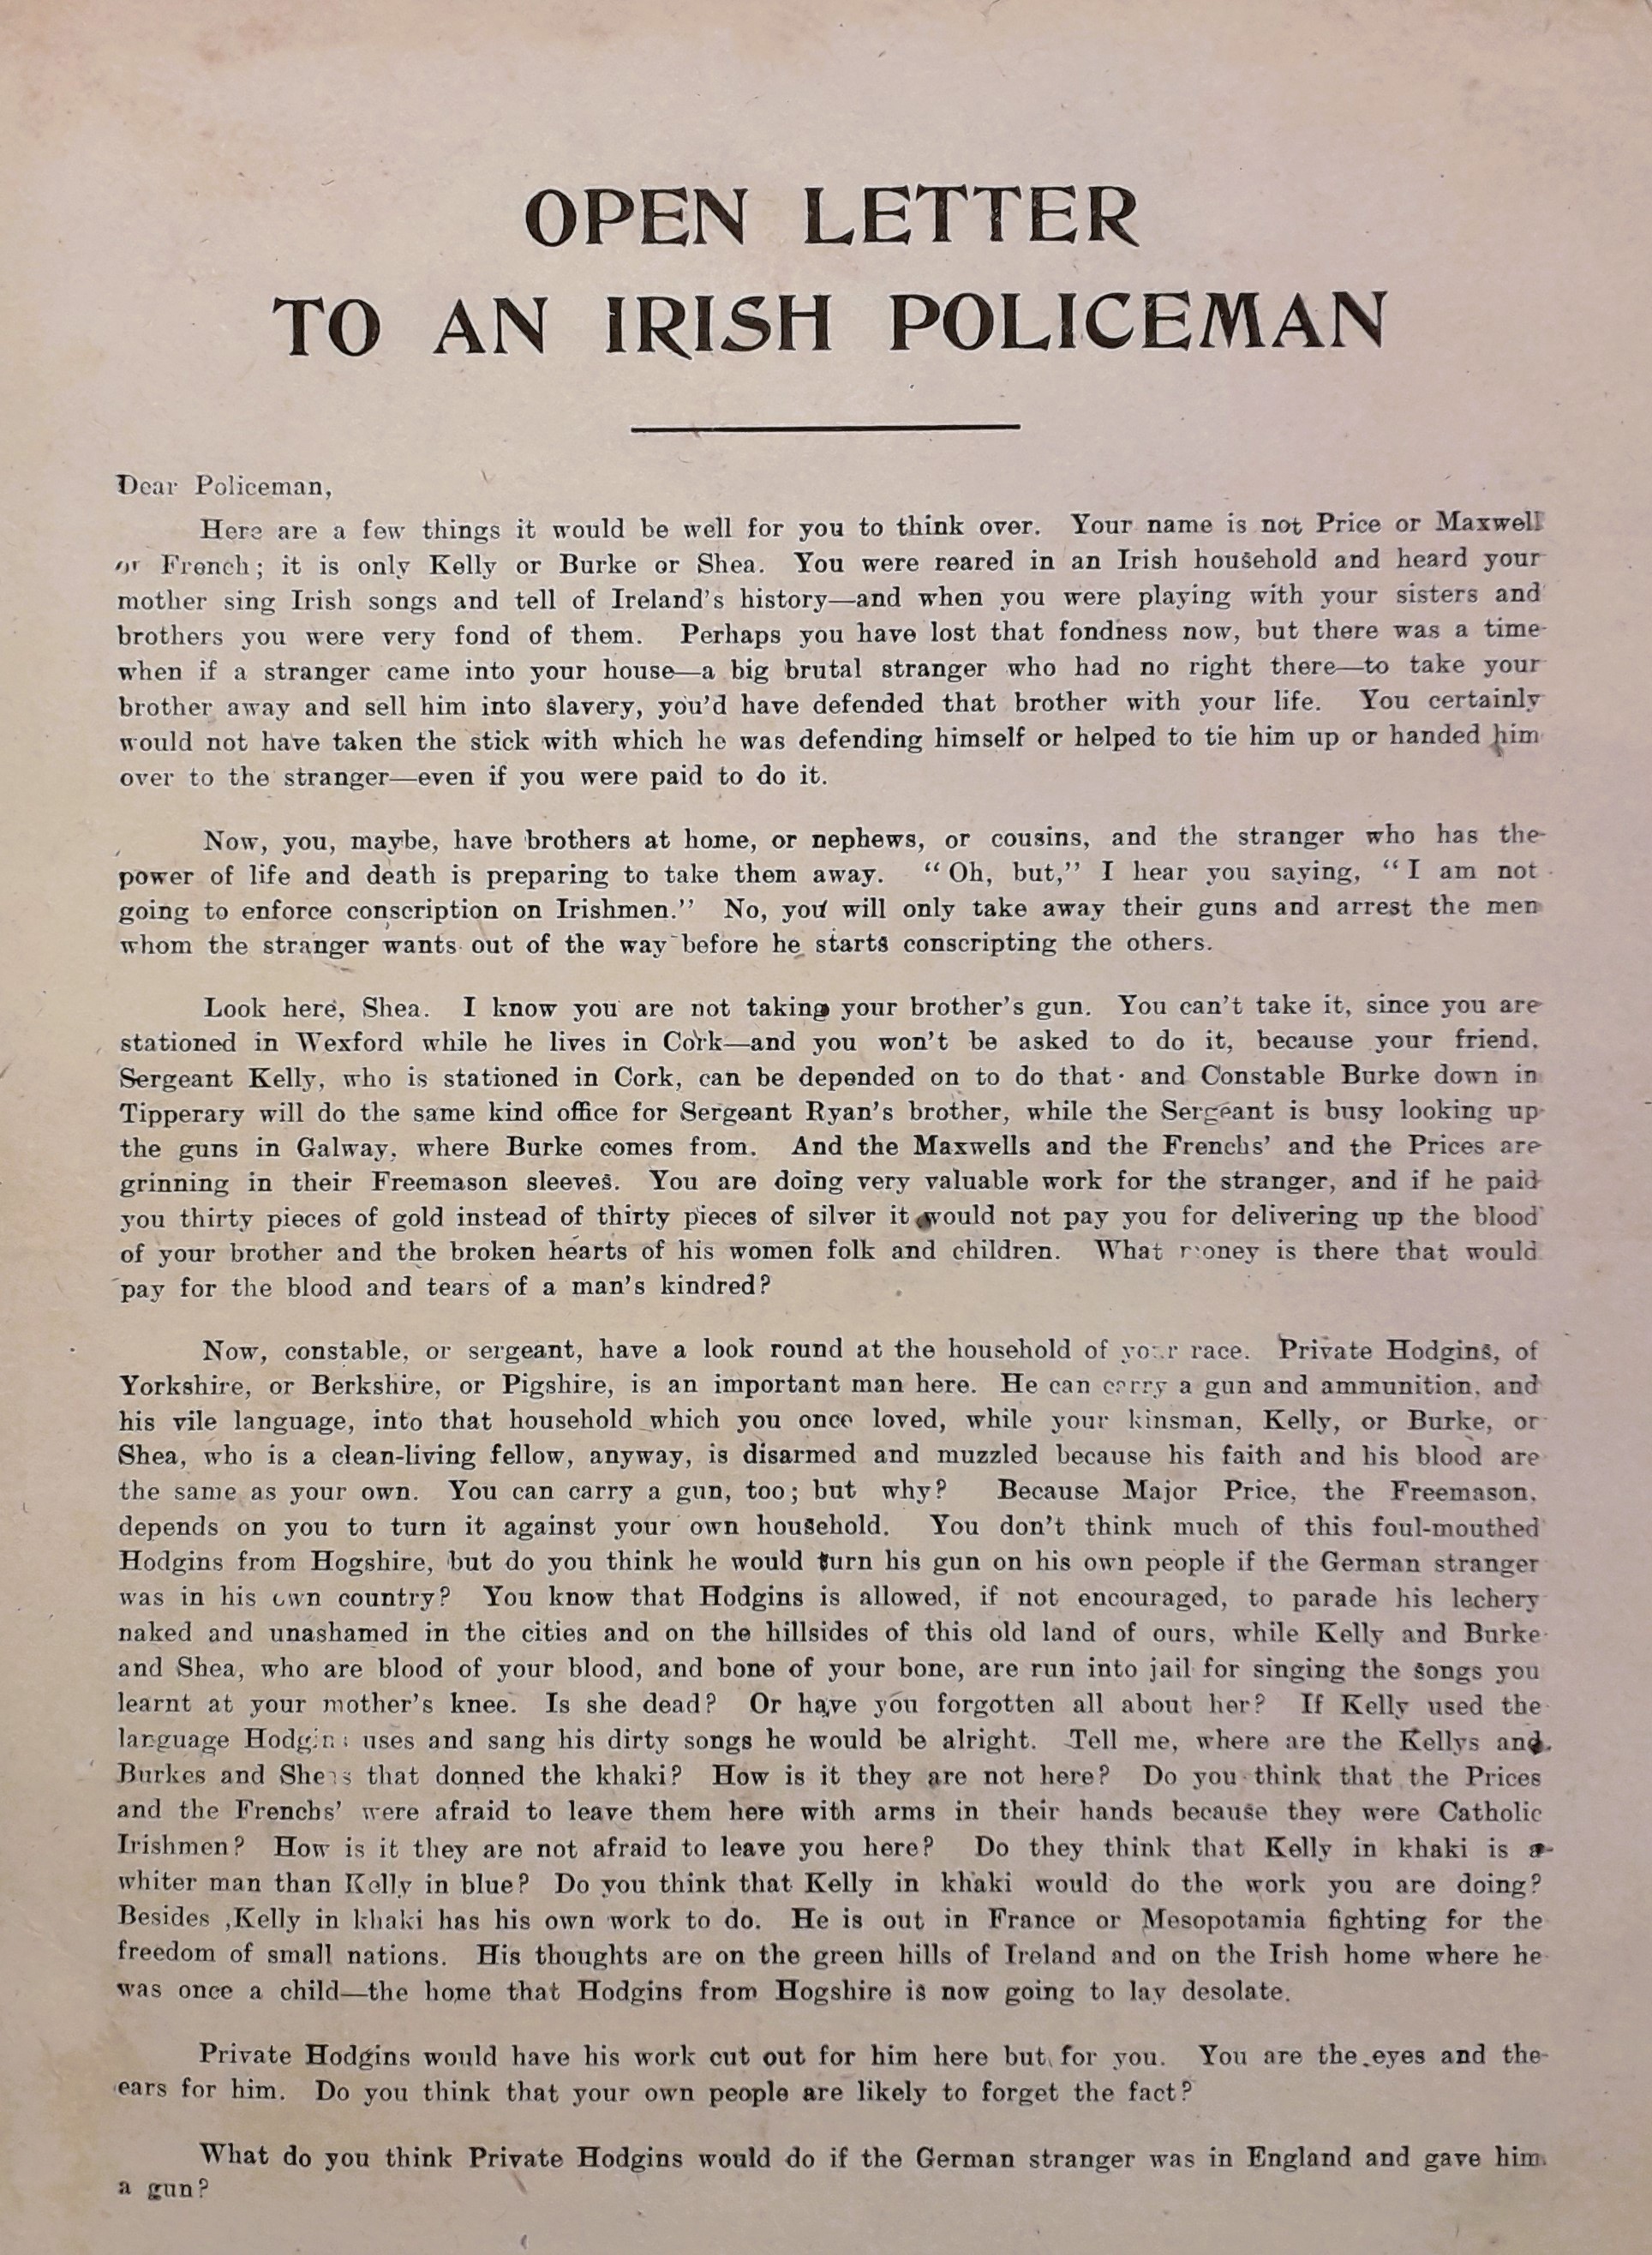 OPEN LETTER
TO AN IRISH POLICEMAN
Dear Policeman,
Here are a few things it would be well for you to think over. Your name is not Price or Maxwell
or French; it is only Kelly or Burke or Shea. You were reared in an Irish household and heard your
mother sing Irish songs and tell of Ireland's history—and when you were playing with your sisters and
brothers you were very fond of them. Perhaps you have lost that fondness now, but there was a time
when if a stranger came into your house—a big brutal stranger who had no right there—to take your
brother away and sell him into slavery, you'd have defended that brother with your life. You certainly
would not have taken the stick with which he was defending himself or helped to tie him up or handed him
over to the stranger—even if you were paid to do it.
Now, you, maybe, have brothers at home, or nephews, or cousins, and the stranger who has the
power of life and death is preparing to take them away. "Oh, but," I hear you saying, "I am not
going to enforce conscription on Irishmen." No, you will only take away their guns and arrest the men
whom the stranger wants out of the way before he starts conscripting the others.
Look here, Shea. I know you are not taking your brother's gun. You can't take it, since you are
stationed in Wexford while he lives in Cork—and you won't be asked to do it, because your friend,
Sergeant Kelly, who is stationed in Cork, can be depended on to do that· and Constable Burke down in
Tipperary will do the same kind office for Sergeant Ryan's brother, while the Sergeant is busy looking up
the guns in Galway, where Burke comes from. And the Maxwells and the Frenchs' and the Prices are
grinning in their Freemason sleeves. You are doing very valuable work for the stranger, and if he paid
you thirty pieces of gold instead of thirty pieces of silver it would not pay you for delivering up the blood
of your brother and the broken hearts of his women folk and children. What money is there that would
pay for the blood and tears of a man's kindred?
Now, constable, or sergeant, have a look round at the household of your race. Private Hodgins, of
Yorkshire, or Berkshire, or Pigshire, is an important man here. He can carry a gun and ammunition, and
his vile language, into that household which you once loved, while your kinsman, Kelly, or Burke, or
Shea, who is a clean-living fellow, anyway, is disarmed and muzzled because his faith and his blood are
the same as your own. You can carry a gun, too; but why? Because Major Price, the Freemason,
depends on you to turn it against your own household. You don't think much of this foul-mouthed
Hodgins from Hogshire, but do you think he would turn his gun on his own people if the German stranger
was in his own country? You know that Hodgins is allowed, if not encouraged, to parade his lechery
naked and unashamed in the cities and on the hillsides of this old land of ours, while Kelly and Burke
and Shea, who are blood of your blood, and bone of your bone, are run into jail for singing the songs you
learnt at your mother's knee. Is she dead? Or have you forgotten all about her? If Kelly used the
language Hodgins uses and sang his dirty songs he would be alright. Tell me, where are the Kellys and
Burkes and Sheas that donned the khaki? How is it they are not here? Do you think that the Prices
and the Frenchs' were afraid to leave them here with arms in their hands because they were Catholic
Irishmen? How is it they are not afraid to leave you here? Do they think that Kelly in khaki is a
whiter man than Kelly in blue? Do you think that Kelly in khaki would do the work you are doing?
Besides ,Kelly in khaki has his own work to do. He is out in France or Mesopotamia fighting for the
freedom of small nations. His thoughts are on the green hills of Ireland and on the Irish home where he
was once a child—the home that Hodgins from Hogshire is now going to lay desolate.
Private Hodgins would have his work cut out for him here but for you. You are the eyes and the
ears for him. Do you think that your own people are likely to forget the fact?
What do you think Private Hodgins would do if the German stranger was in England and gave him
a gun?